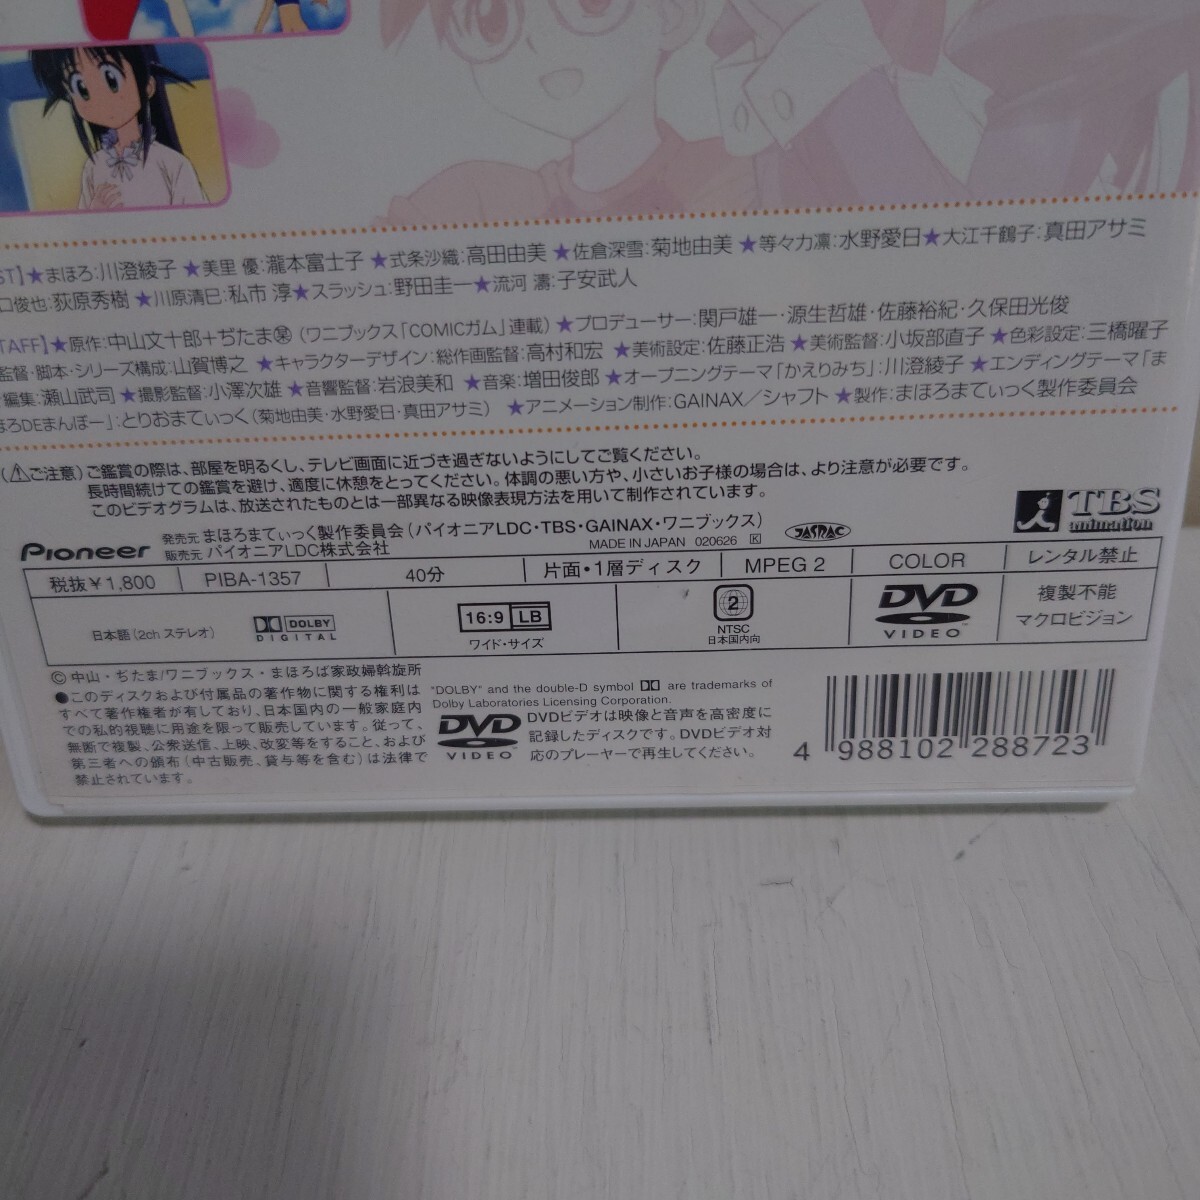 ST】★まほろ:川澄綾子 ★美里 優:瀧本富士子 ★式条沙織:高田由美 ★佐倉深雪:菊地由美 ★等々力凛:水野愛日★大江千鶴子:真田アサミ
口俊也:荻原秀樹 ★川原清巳:私市 淳★スラッシュ:野田圭一★流河 濤:子安武人
TAFF】★原作:中山文十郎+ぢたま㊙(ワニブックス「COMICガム」連載)★プロデューサー:関戸雄一・源生哲雄・佐藤裕紀・久保田光俊
監督・脚本・シリーズ構成:山賀博之 ★キャラクターデザイン:総作画監督:高村和宏 ★美術設定:佐藤正浩 ★美術監督:小坂部直子 ★色彩設定:三橋曜子
編集:瀬山武司 ★撮影監督:小澤次雄 ★音響監督:岩浪美和 ★音楽:増田俊郎 ★オープニングテーマ「かえりみち」:川澄綾子 ★エンディングテーマ「ま
ほろDEまんぼー」:とりおまてぃっく(菊地由美・水野愛日・真田アサミ) ★アニメーション制作:GAINAX/シャフト ★製作:まほろまてぃっく製作委員会
(⚠ご注意)ご鑑賞の際は、部屋を明るくし、テレビ画面に近づき過ぎないようにしてご覧ください。
長時間続けての鑑賞を避け、適度に休憩をとってください。体調の悪い方や、小さいお子様の場合は、より注意が必要です。
このビデオグラムは、放送されたものとは一部異なる映像表現方法を用いて制作されています。
TBS
animation
Pioneer
発売元 まほろまてぃっく製作委員会(パイオニアLDC・TBS・GAINAX・ワニブックス)
販売元 パイオニアLDC株式会社
MADE IN JAPAN 020626 K
JASRAC
税抜¥1,800 PIBA-1357 40分 片面・1層ディスク MPEG 2 COLOR レンタル禁止
日本語(2ch ステレオ)
DOLBY
DIGITAL
16:9 LB
ワイド・サイズ
2
NTSC
日本国内向
DVD
VIDEO
複製不能
マクロビジョン
©中山・ぢたま/ワニブックス・まほろば家政婦斡旋所
●このディスクおよび付属品の著作物に関する権利は
すべて著作権者が有しており、日本国内の一般家庭内
での私的視聴に用途を限って販売しています。従って、
無断で複製、公衆送信、上映、改変等をすること、および
第三者への頒布(中古販売、貸与等を含む)は法律で
禁止されています。
"DOLBY" and the double-D symbol are trademarks of
Dolby Laboratories Licensing Corporation.
DVD
VIDEO
DVDビデオは映像と音声を高密度に
記録したディスクです。DVDビデオ対
応のプレーヤーで再生してください。
4 988102 288723